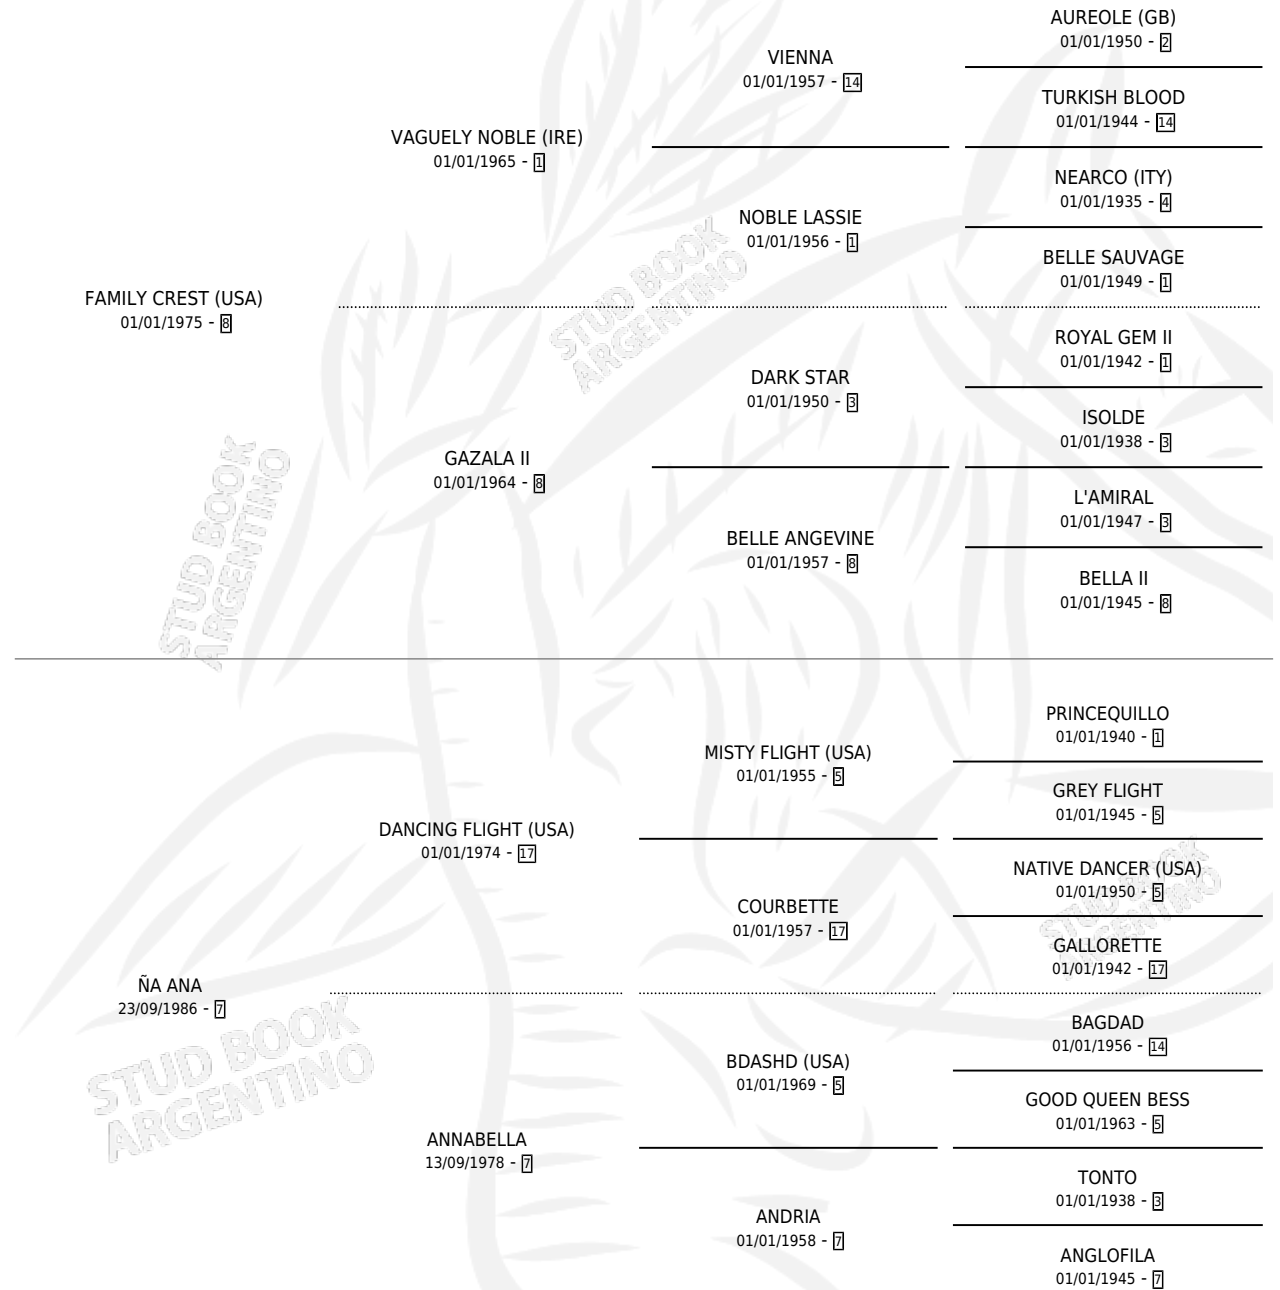 FAMILY CREST (USA)
01/01/1975 - 8
VAGUELY NOBLE (IRE)
01/01/1965 - 1
GAZALA II
01/01/1964 - 8
VIENNA
01/01/1957 - 14
NOBLE LASSIE
01/01/1956 - 1
DARK STAR
01/01/1950 - 3
BELLE ANGEVINE
01/01/1957 - 8
AUREOLE (GB)
01/01/1950 - 2
TURKISH BLOOD
01/01/1944 - 14
NEARCO (ITY)
01/01/1935 - 4
BELLE SAUVAGE
01/01/1949 - 1
ROYAL GEM II
01/01/1942 - 1
ISOLDE
01/01/1938 - 3
L'AMIRAL
01/01/1947 - 3
BELLA II
01/01/1945 - 8
ÑA ANA
23/09/1986 - 7
DANCING FLIGHT (USA)
01/01/1974 - 17
ANNABELLA
13/09/1978 - 7
MISTY FLIGHT (USA)
01/01/1955 - 5
COURBETTE
01/01/1957 - 17
BDASHD (USA)
01/01/1969 - 5
ANDRIA
01/01/1958 - 7
PRINCEQUILLO
01/01/1940 - 1
GREY FLIGHT
01/01/1945 - 5
NATIVE DANCER (USA)
01/01/1950 - 5
GALLORETTE
01/01/1942 - 17
BAGDAD
01/01/1956 - 14
GOOD QUEEN BESS
01/01/1963 - 5
TONTO
01/01/1938 - 3
ANGLOFILA
01/01/1945 - 7
STUD BOOK
ARGENTINO
STUD BOOK
ARGENTINO
STUD BOOK
ARGENTINO
STUD BOOK
ARGENTINO